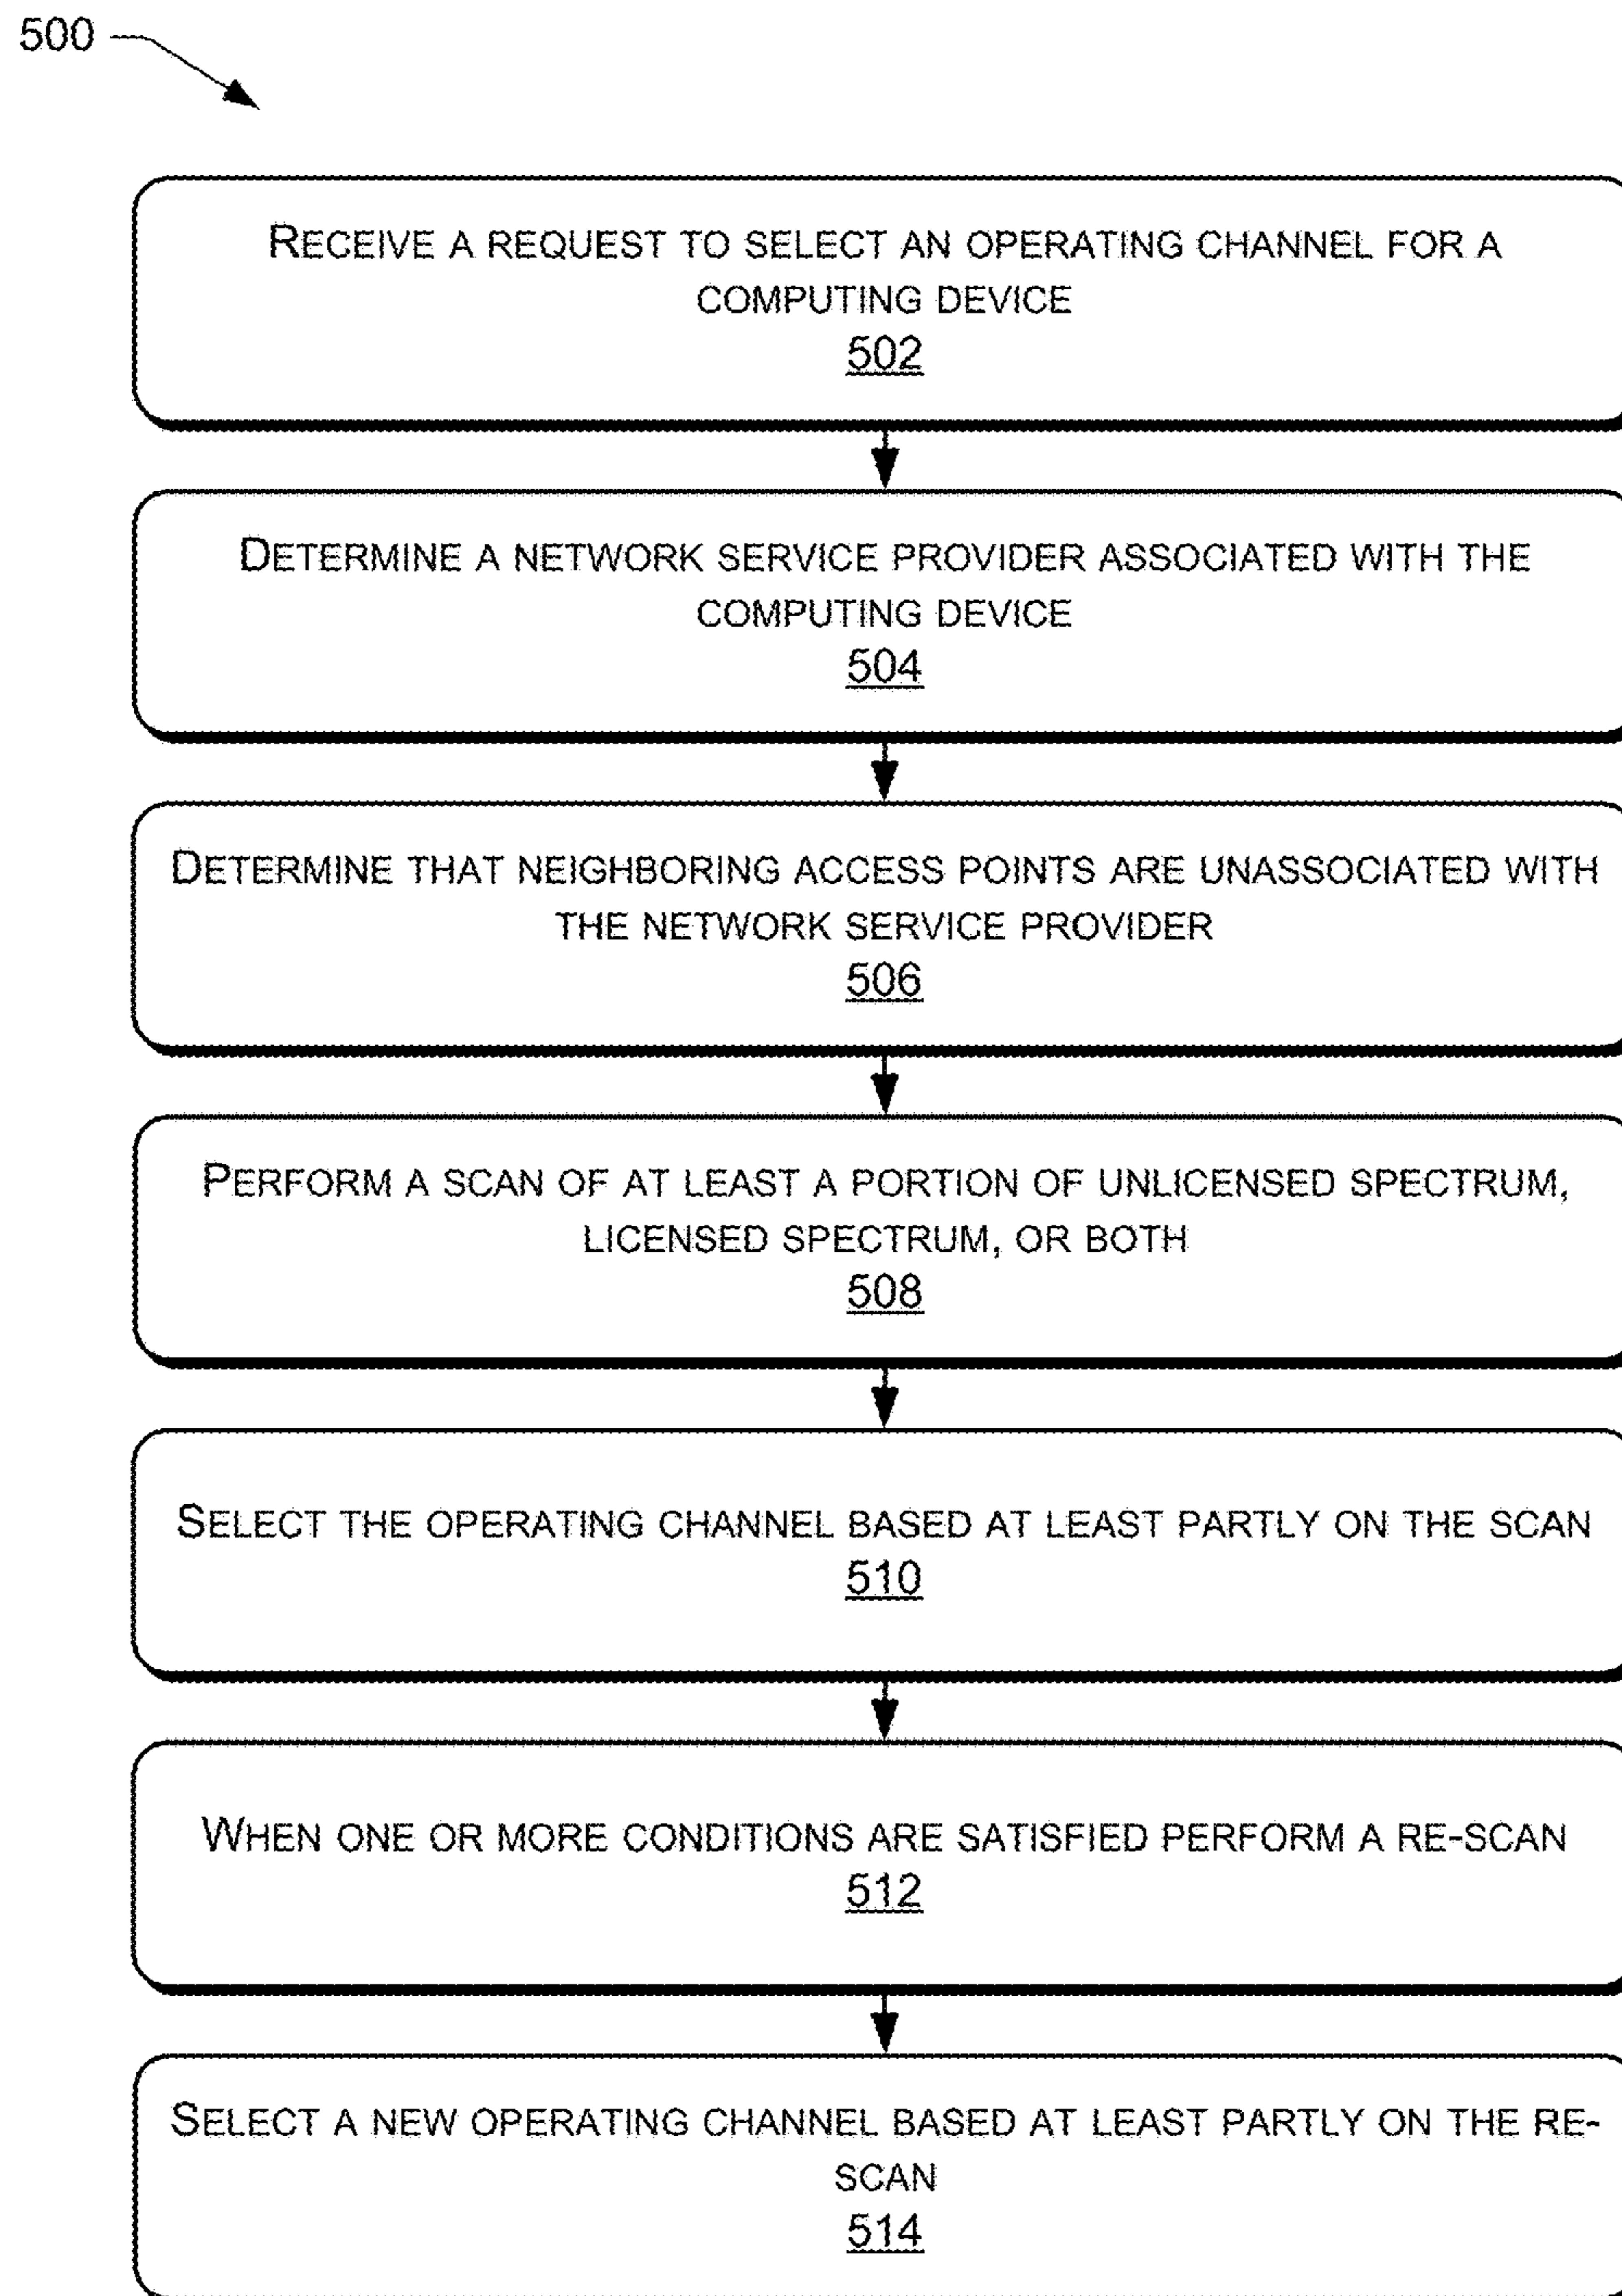 500
RECEIVE A REQUEST TO SELECT AN OPERATING CHANNEL FOR A
COMPUTING DEVICE
502
DETERMINE A NETWORK SERVICE PROVIDER ASSOCIATED WITH THE
COMPUTING DEVICE
504
DETERMINE THAT NEIGHBORING ACCESS POINTS ARE UNASSOCIATED WITH
THE NETWORK SERVICE PROVIDER
506
PERFORM A SCAN OF AT LEAST A PORTION OF UNLICENSED SPECTRUM,
LICENSED SPECTRUM, OR BOTH
508
SELECT THE OPERATING CHANNEL BASED AT LEAST PARTLY ON THE SCAN
510
WHEN ONE OR MORE CONDITIONS ARE SATISFIED PERFORM A RE-SCAN
512
SELECT A NEW OPERATING CHANNEL BASED AT LEAST PARTLY ON THE RE-
SCAN
514